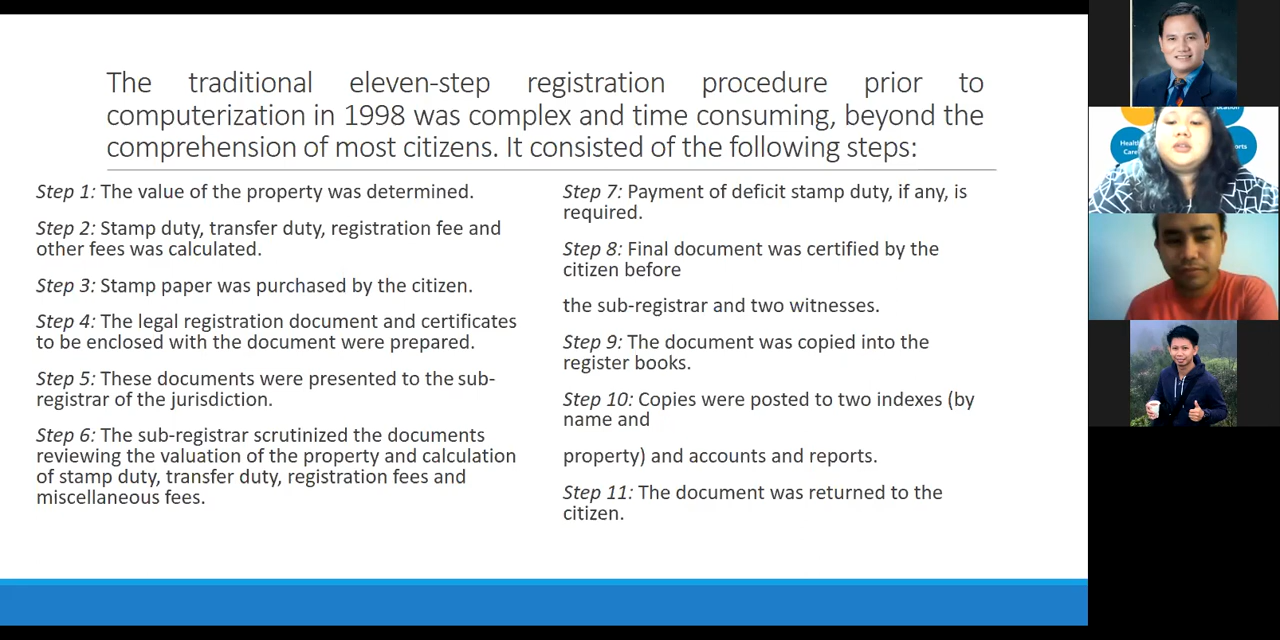 The traditional eleven-step registration procedure prior to
computerization in 1998 was complex and time consuming, beyond the
comprehension of most citizens. It consisted of the following steps:
Step 1: The value of the property was determined.
Step 2: Stamp duty, transfer duty, registration fee and
other fees was calculated.
Step 3: Stamp paper was purchased by the citizen.
Step 4: The legal registration document and certificates
to be enclosed with the document were prepared.
Step 5: These documents were presented to the sub-
registrar of the jurisdiction.
Step 6: The sub-registrar scrutinized the documents
reviewing the valuation of the property and calculation
of stamp duty, transfer duty, registration fees and
miscellaneous fees.
Step 7: Payment of deficit stamp duty, if any, is
required.
Step 8: Final document was certified by the
citizen before
the sub-registrar and two witnesses.
Step 9: The document was copied into the
register books.
Step 10: Copies were posted to two indexes (by
name and
property) and accounts and reports.
Step 11: The document was returned to the
citizen.
Health
Care